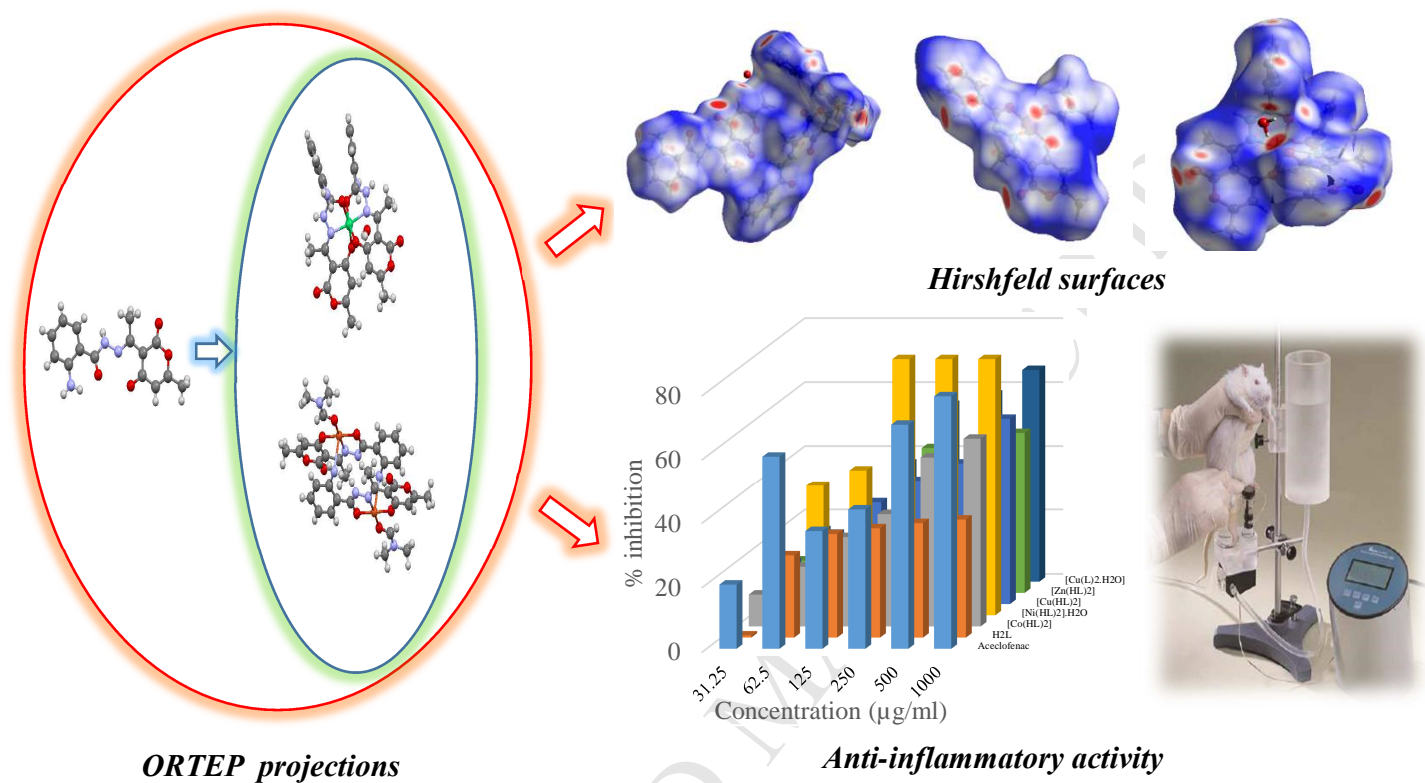 Hirshfeld surfaces
80
60
40
20
0
% inhibition
31.25
62.5
125
250
500
1000
Concentration (µg/ml)
[Cu(L)2.H2O]
[Zn(HL)2]
[Cu(HL)2]
[Ni(HL)2].H2O
[Co(HL)2]
H2L
Aceclofenac
ORTEP projections
Anti-inflammatory activity